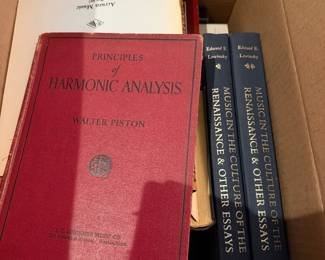 PRINCIPLES
of
HARMONIC ANALYSIS
WALTER PISTON
Edward E.
Lowinsky
MUSIC IN THE CULTURE OF THE
RENAISSANCE & OTHER ESSAYS
Edward E.
Lowinsky
MUSIC IN THE CULTURE OF THE
RENAISSANCE & OTHER ESSAYS